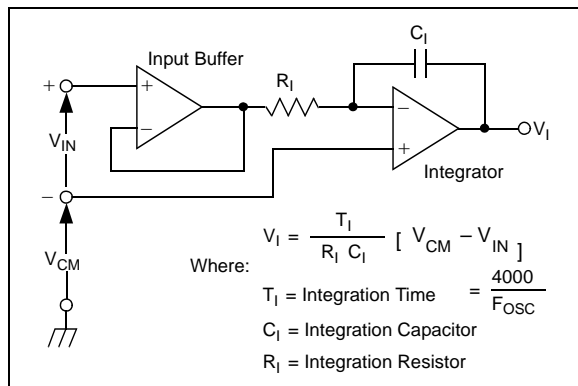 Input Buffer
C_I
R_I
+
+
−
−
V_I
V_IN
−
+
Integrator
V_CM
V_I = T_I / R_I C_I [ V_CM – V_IN ]
Where:
T_I = Integration Time = 4000 / F_OSC
C_I = Integration Capacitor
R_I = Integration Resistor